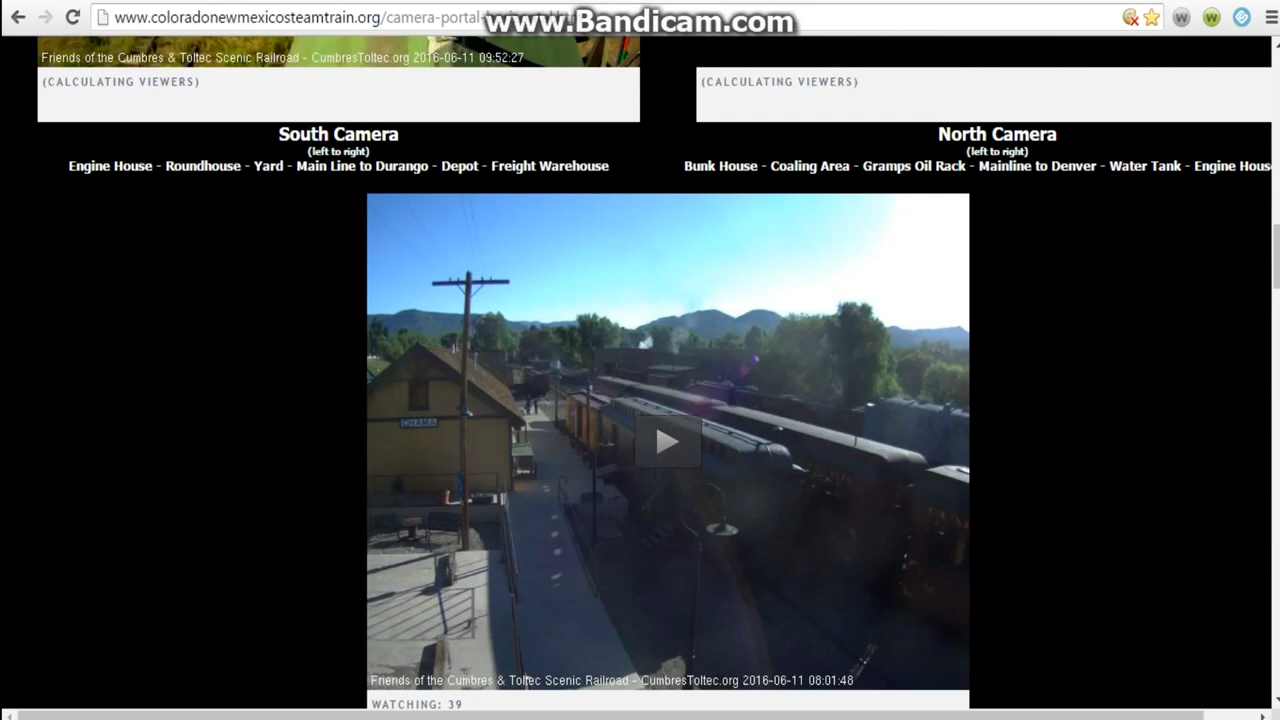 www.coloradonewmexicosteamtrain.org/camera-portal-
www.Bandicam.com
Friends of the Cumbres & Toltec Scenic Railroad - CumbresToltec.org 2016-06-11 09:52:27
(CALCULATING VIEWERS)
(CALCULATING VIEWERS)
South Camera
(left to right)
Engine House - Roundhouse - Yard - Main Line to Durango - Depot - Freight Warehouse
North Camera
(left to right)
Bunk House - Coaling Area - Gramps Oil Rack - Mainline to Denver - Water Tank - Engine Hous
CHAMA
Friends of the Cumbres & Toltec Scenic Railroad - CumbresToltec.org 2016-06-11 08:01:48
WATCHING: 39